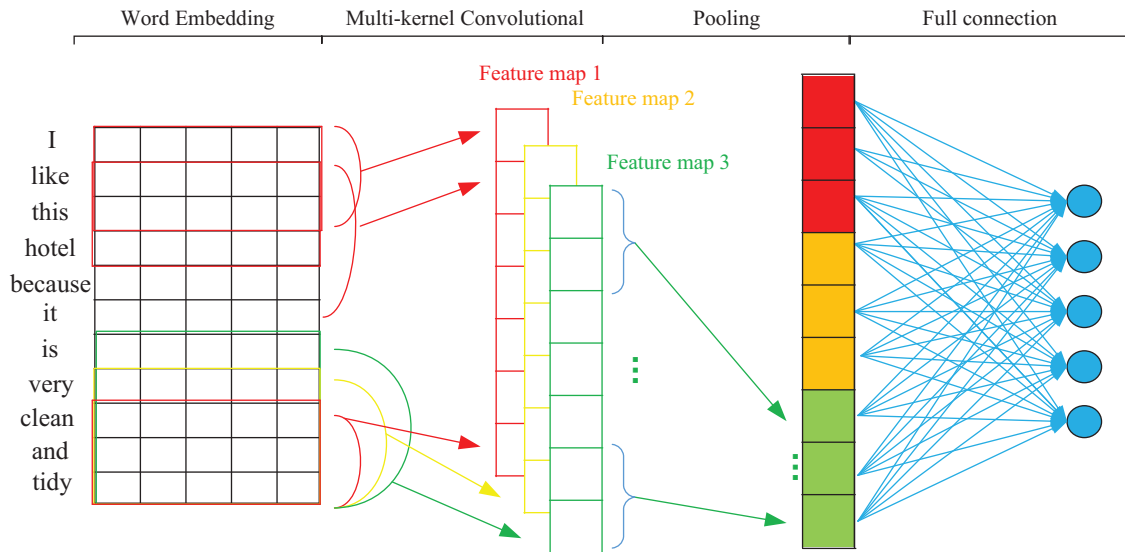 Word Embedding
Multi-kernel Convolutional
Pooling
Full connection
Feature map 1
Feature map 2
Feature map 3
I
like
this
hotel
because
it
is
very
clean
and
tidy